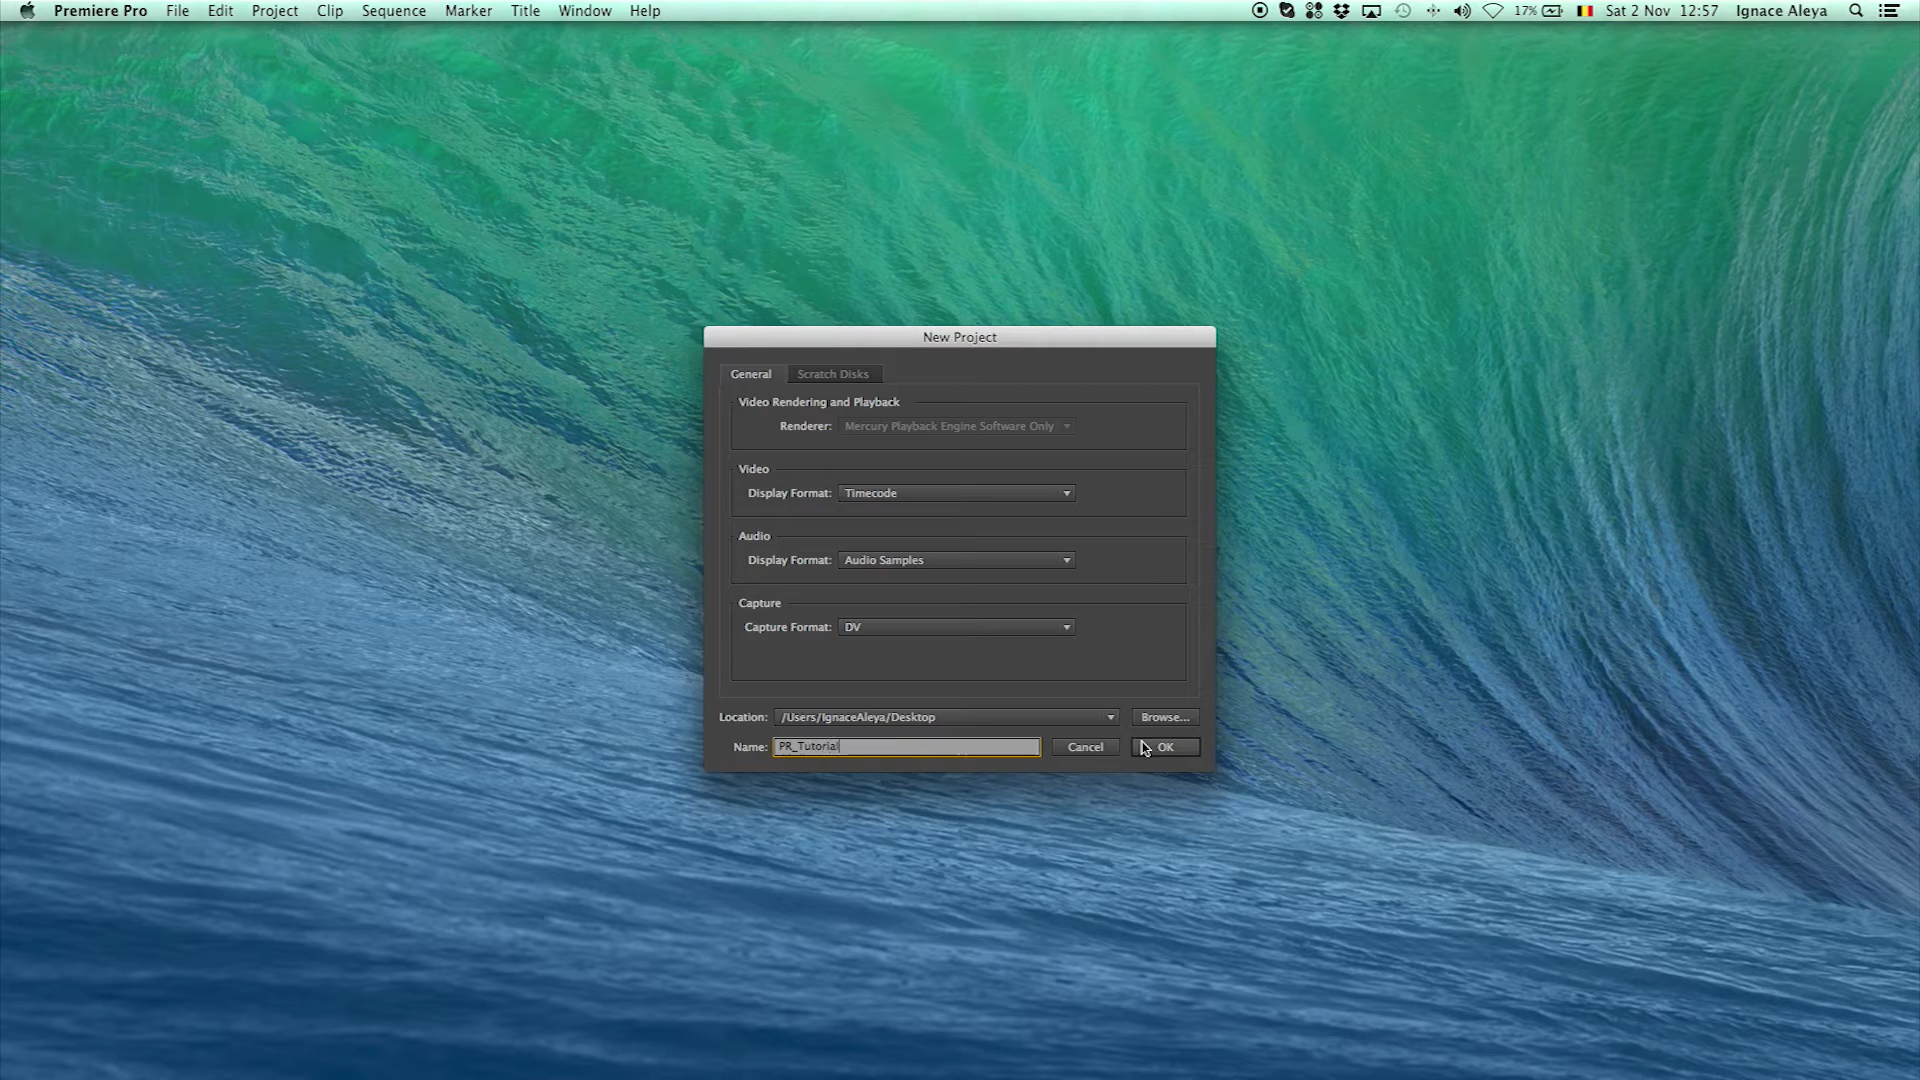 Premiere Pro File Edit Project Clip Sequence Marker Title Window Help 17% Sat 2 Nov 12:57 Ignace Aleya
New Project
General Scratch Disks
Video Rendering and Playback
Renderer: Mercury Playback Engine Software Only
Video
Display Format: Timecode
Audio
Display Format: Audio Samples
Capture
Capture Format: DV
Location: /Users/IgnaceAleya/Desktop Browse...
Name: PR_Tutorial Cancel OK